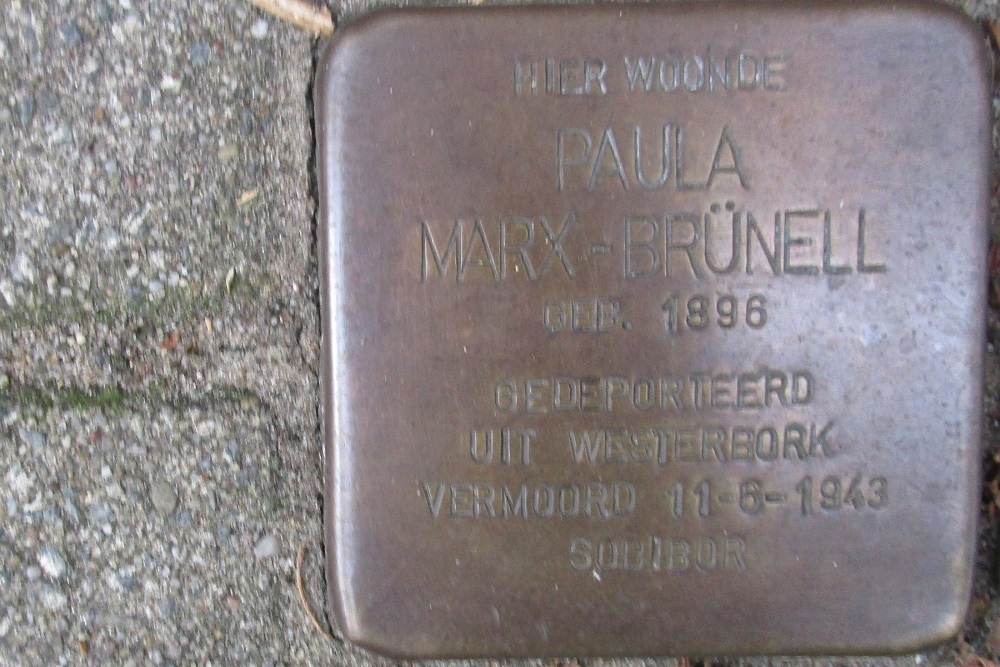 HIER WOONDE
PAULA
MARX-BRÜNELL
GEB. 1896
GEDEPORTEERD
UIT WESTERBORK
VERMOORD 11-6-1943
SOBIBOR